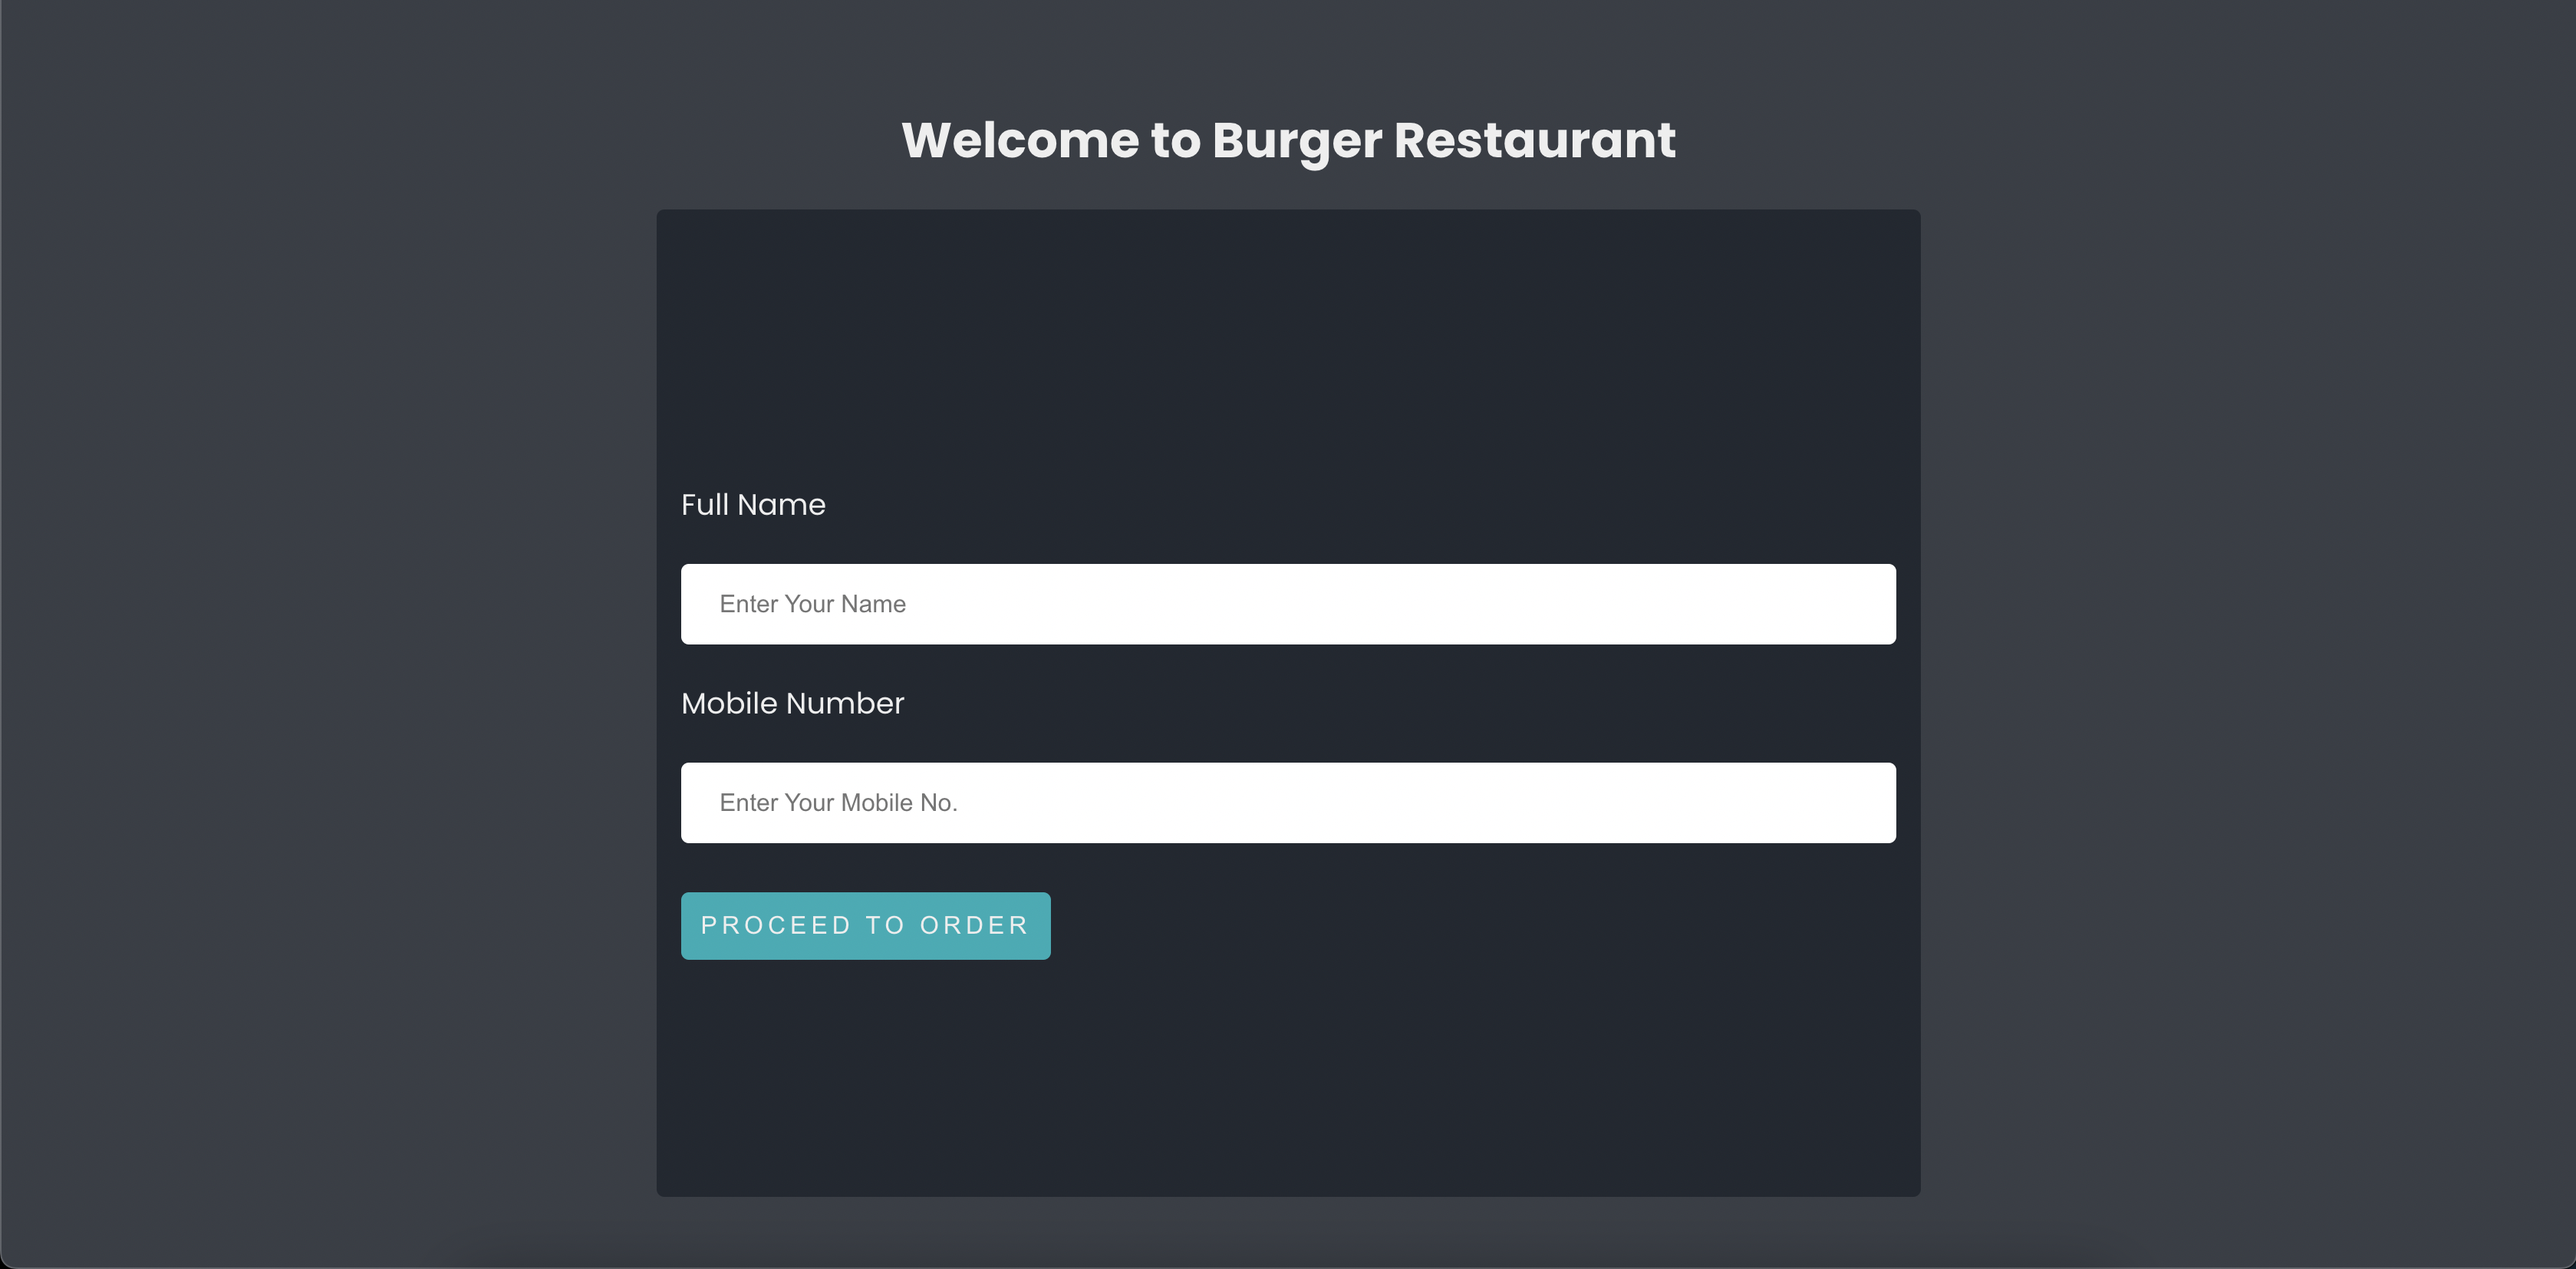 Welcome to Burger Restaurant
Full Name
Enter Your Name
Mobile Number
Enter Your Mobile No.
PROCEED TO ORDER